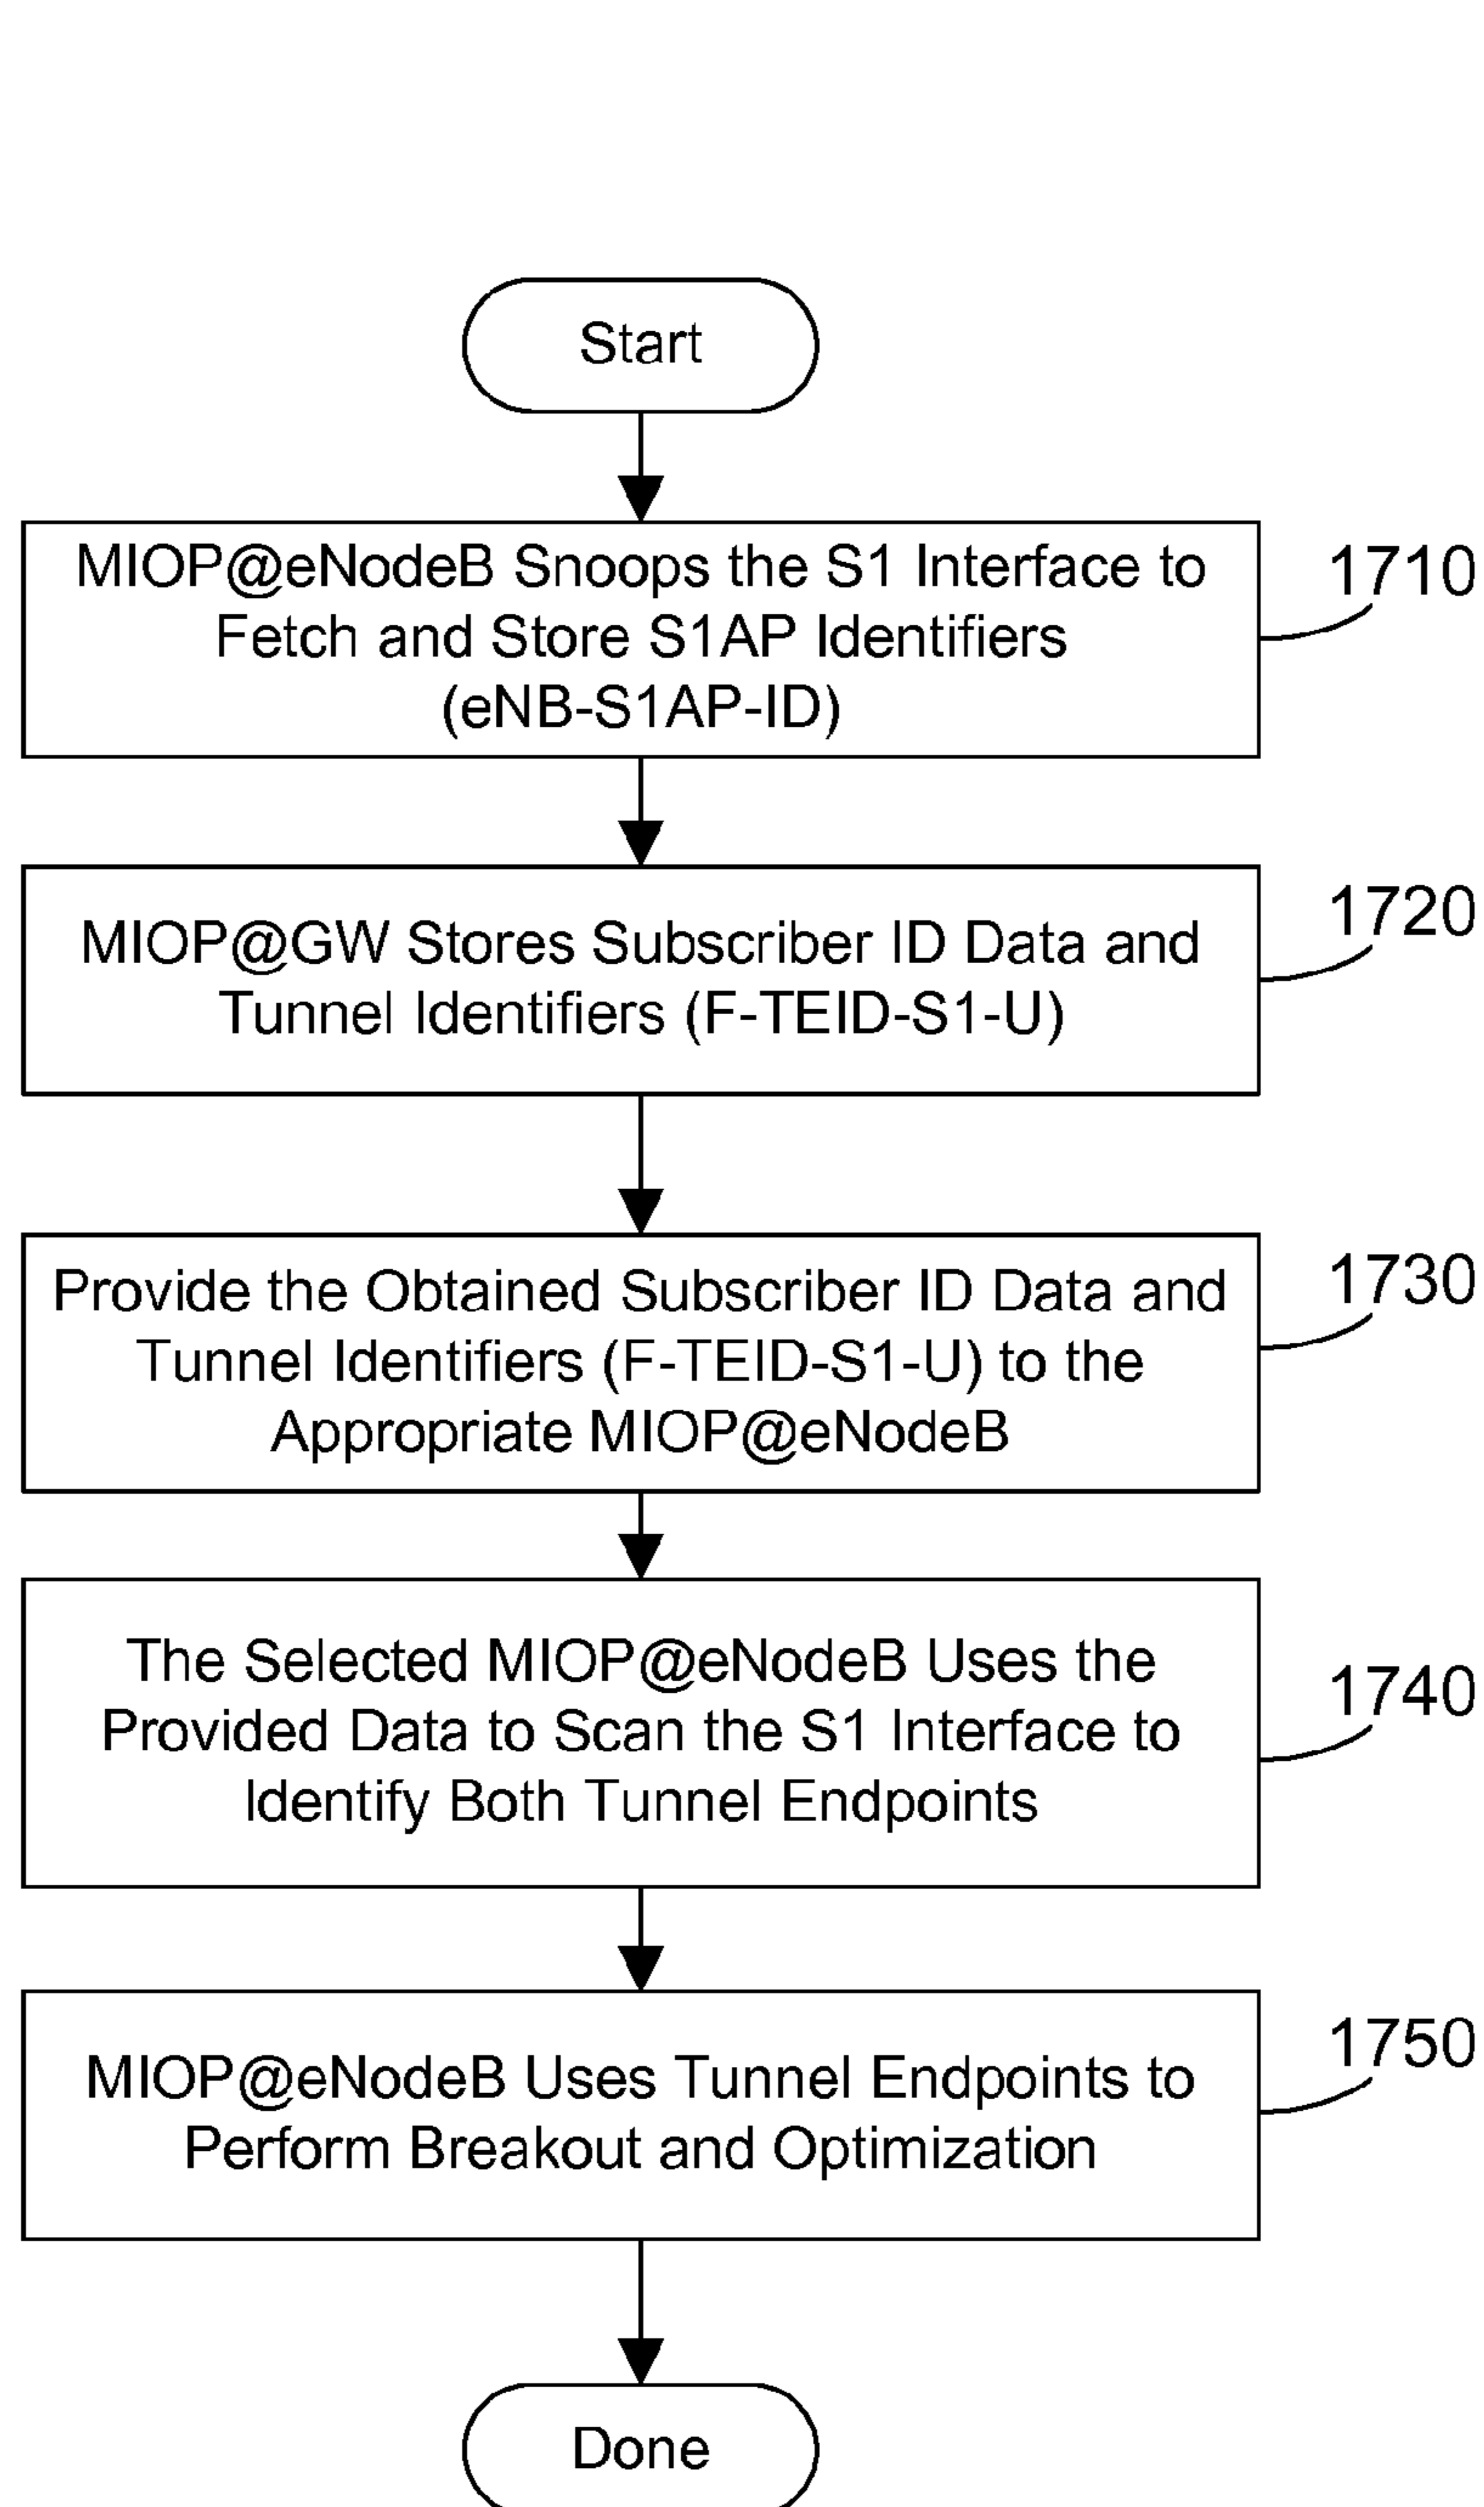 Start
MIOP@eNodeB Snoops the S1 Interface to
Fetch and Store S1AP Identifiers
(eNB-S1AP-ID)
1710
MIOP@GW Stores Subscriber ID Data and
Tunnel Identifiers (F-TEID-S1-U)
1720
Provide the Obtained Subscriber ID Data and
Tunnel Identifiers (F-TEID-S1-U) to the
Appropriate MIOP@eNodeB
1730
The Selected MIOP@eNodeB Uses the
Provided Data to Scan the S1 Interface to
Identify Both Tunnel Endpoints
1740
MIOP@eNodeB Uses Tunnel Endpoints to
Perform Breakout and Optimization
1750
Done